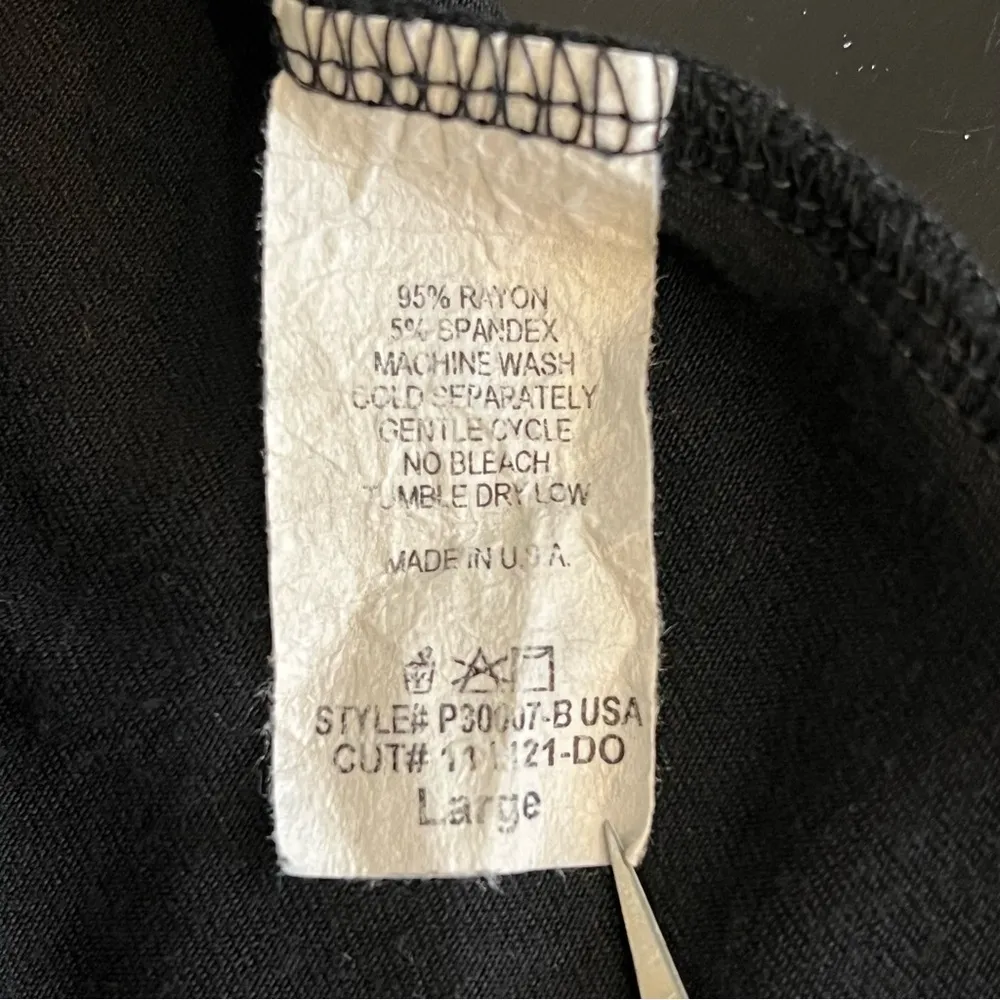 95% RAYON
5% SPANDEX
MACHINE WASH
COLD SEPARATELY
GENTLE CYCLE
NO BLEACH
TUMBLE DRY LOW
MADE IN U.S.A.
STYLE# P30007-B USA
CUT#
Large